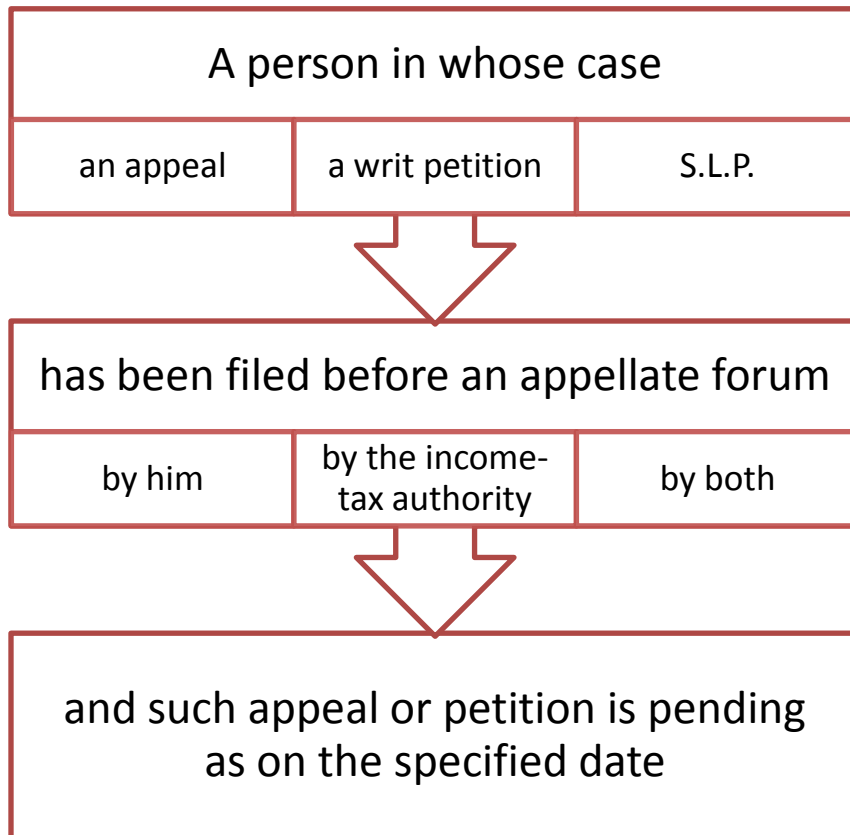 A person in whose case
an appeal
a writ petition
S.L.P.
has been filed before an appellate forum
by him
by the income-
tax authority
by both
and such appeal or petition is pending
as on the specified date